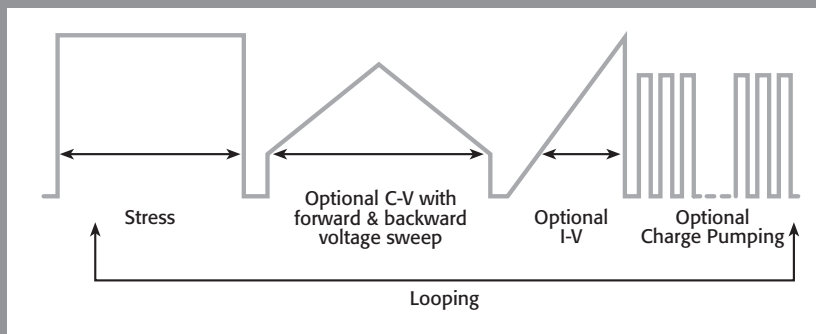 Stress
Optional C-V with
forward & backward
voltage sweep
Optional
I-V
Optional
Charge Pumping
Looping